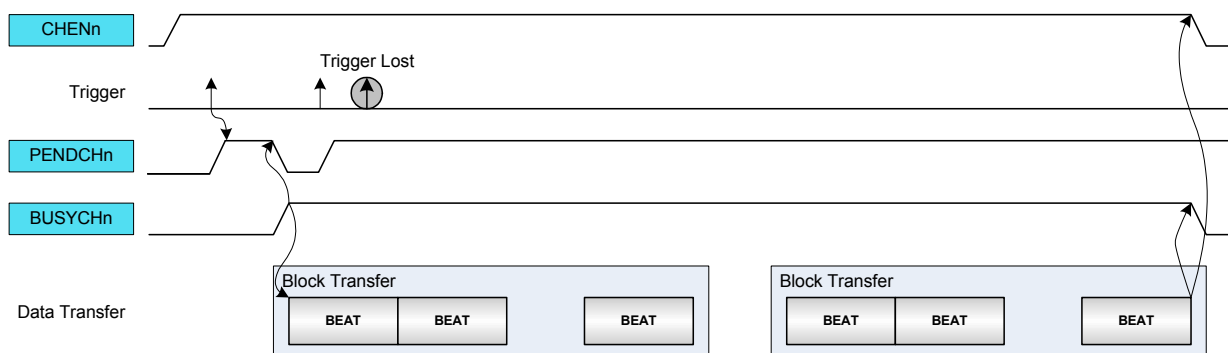 CHENn
Trigger Lost
Trigger
PENDCHn
BUSYCHn
Block Transfer
Block Transfer
Data Transfer
BEAT
BEAT
BEAT
BEAT
BEAT
BEAT